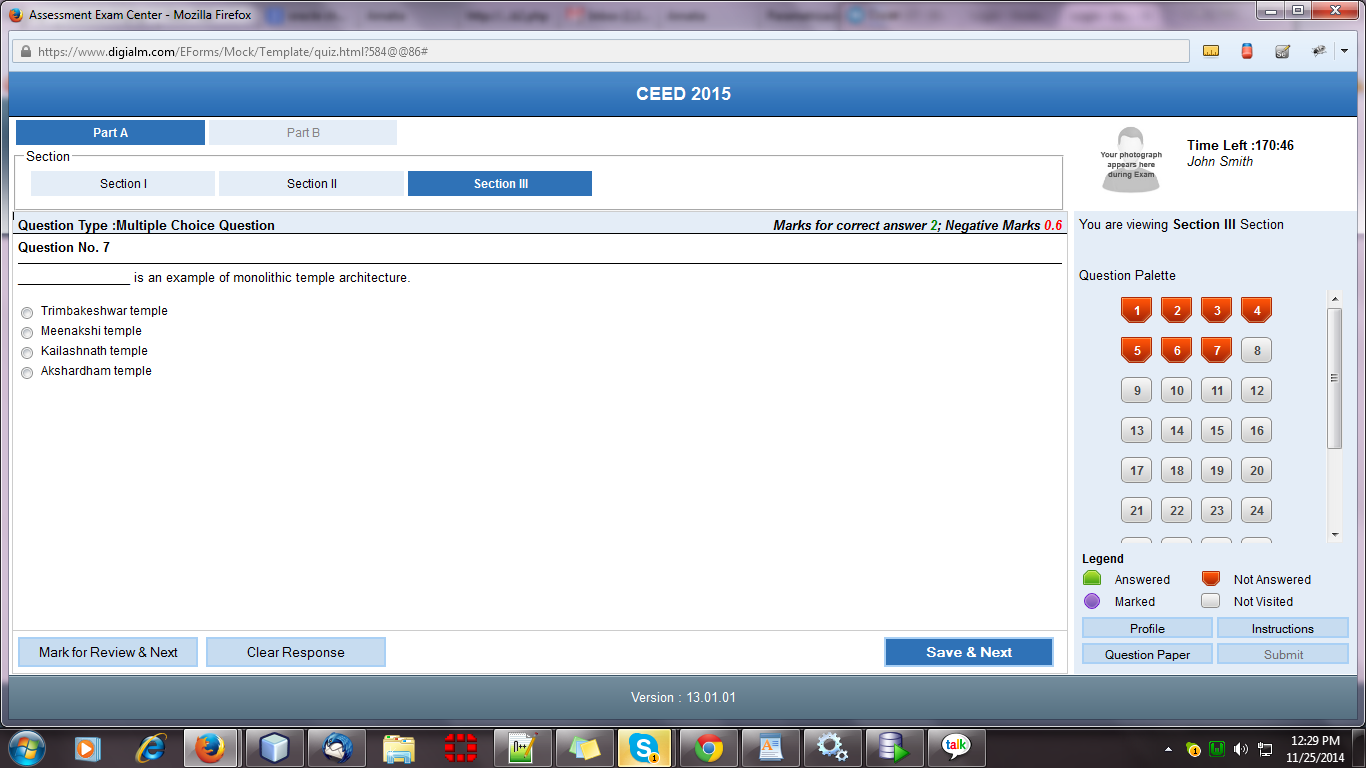 Assessment Exam Center - Mozilla Firefox
https://www.digialm.com/EForms/Mock/Template/quiz.html?584@@86#
CEED 2015
Part A
Part B
Section
Section I
Section II
Section III
Your photograph
appears here
during Exam
Time Left :170:46
John Smith
Question Type :Multiple Choice Question
Marks for correct answer 2; Negative Marks 0.6
Question No. 7
________________ is an example of monolithic temple architecture.
Trimbakeshwar temple
Meenakshi temple
Kailashnath temple
Akshardham temple
You are viewing Section III Section
Question Palette
1 2 3 4
5 6 7 8
9 10 11 12
13 14 15 16
17 18 19 20
21 22 23 24
Legend
Answered
Not Answered
Marked
Not Visited
Profile
Instructions
Question Paper
Submit
Mark for Review & Next
Clear Response
Save & Next
Version : 13.01.01
talk
12:29 PM
11/25/2014